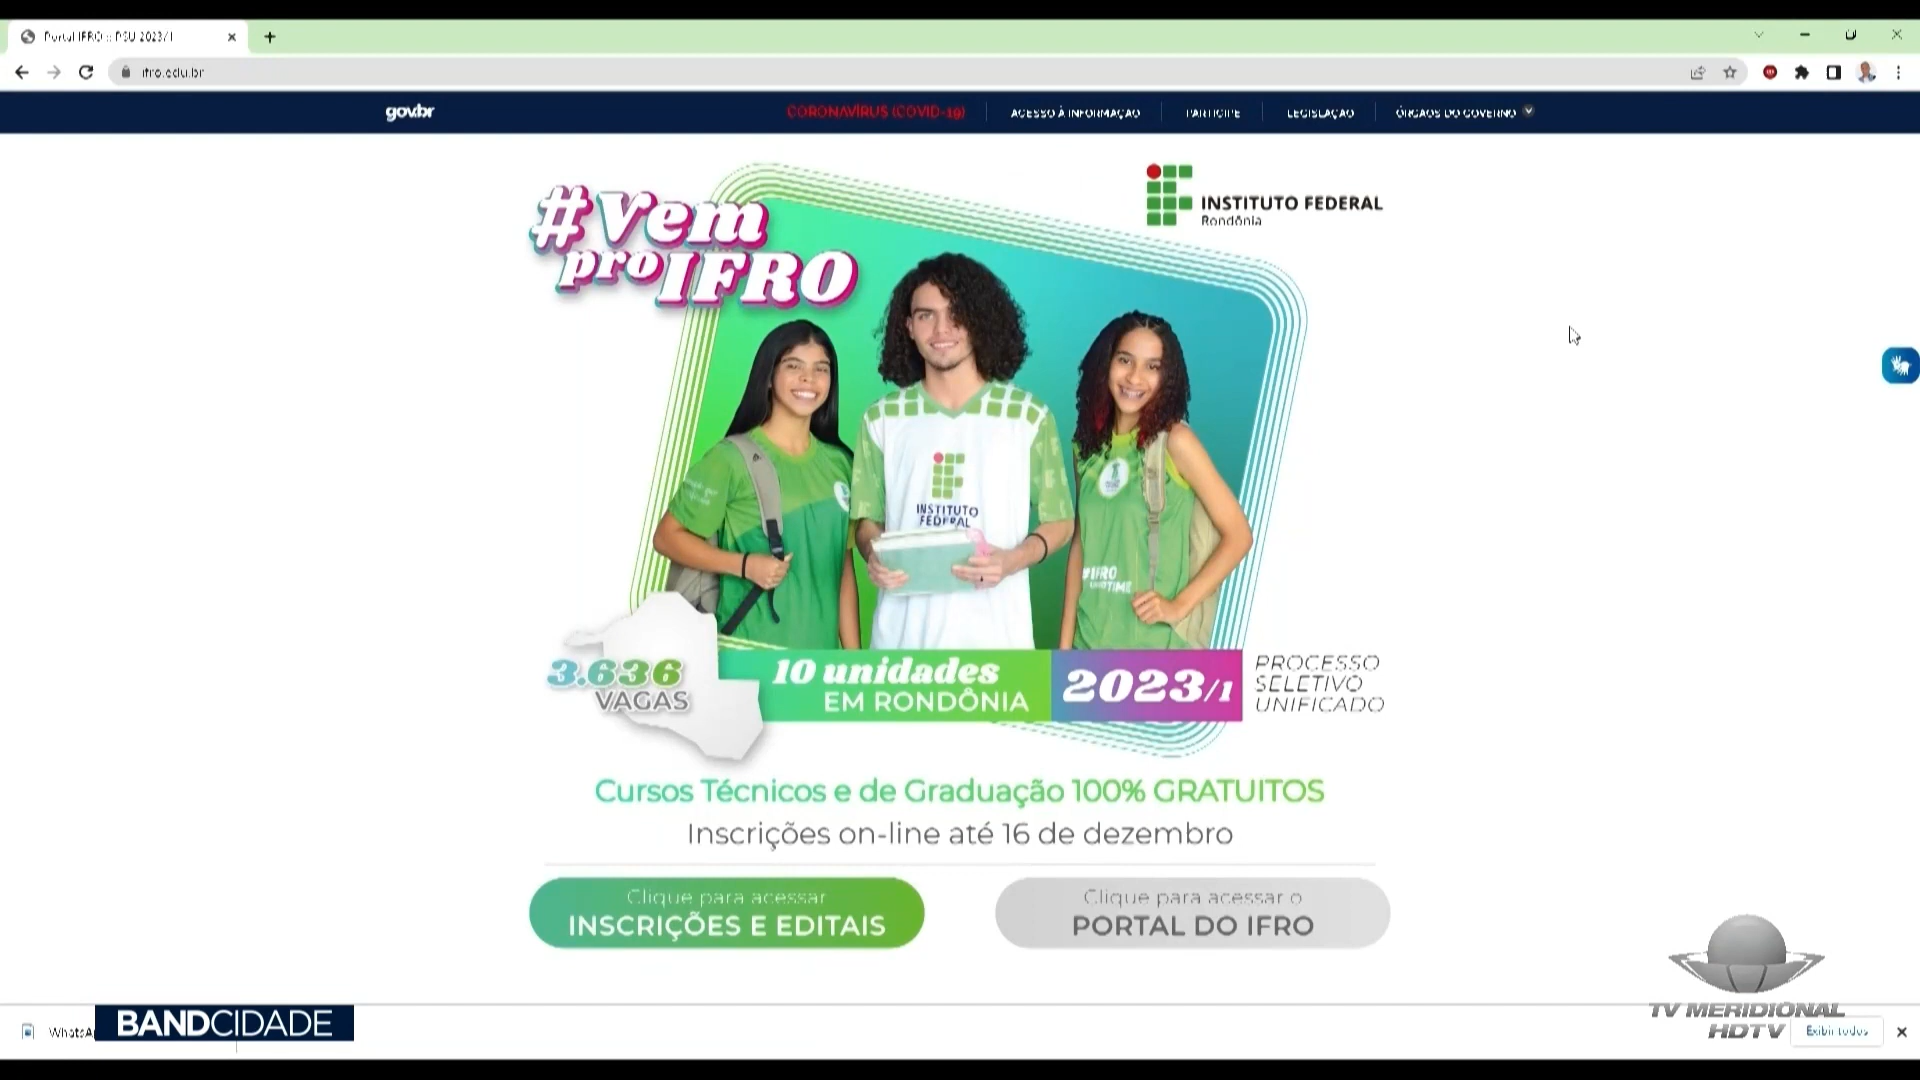 Portal IFRO :: PSU 2023/1
ifro.edu.br
gov.br
CORONAVÍRUS (COVID-19)
ACESSO À INFORMAÇÃO
PARTICIPE
LEGISLAÇÃO
ÓRGÃOS DO GOVERNO
#Vem
pro IFRO
INSTITUTO FEDERAL
Rondônia
INSTITUTO
FEDERAL
#IFRO
3.636
VAGAS
10 unidades
EM RONDÔNIA
2023/1
PROCESSO
SELETIVO
UNIFICADO
Cursos Técnicos e de Graduação 100% GRATUITOS
Inscrições on-line até 16 de dezembro
Clique para acessar
INSCRIÇÕES E EDITAIS
Clique para acessar o
PORTAL DO IFRO
WhatsA
BANDCIDADE
TV MERIDIONAL
HDTV
Exibir todos